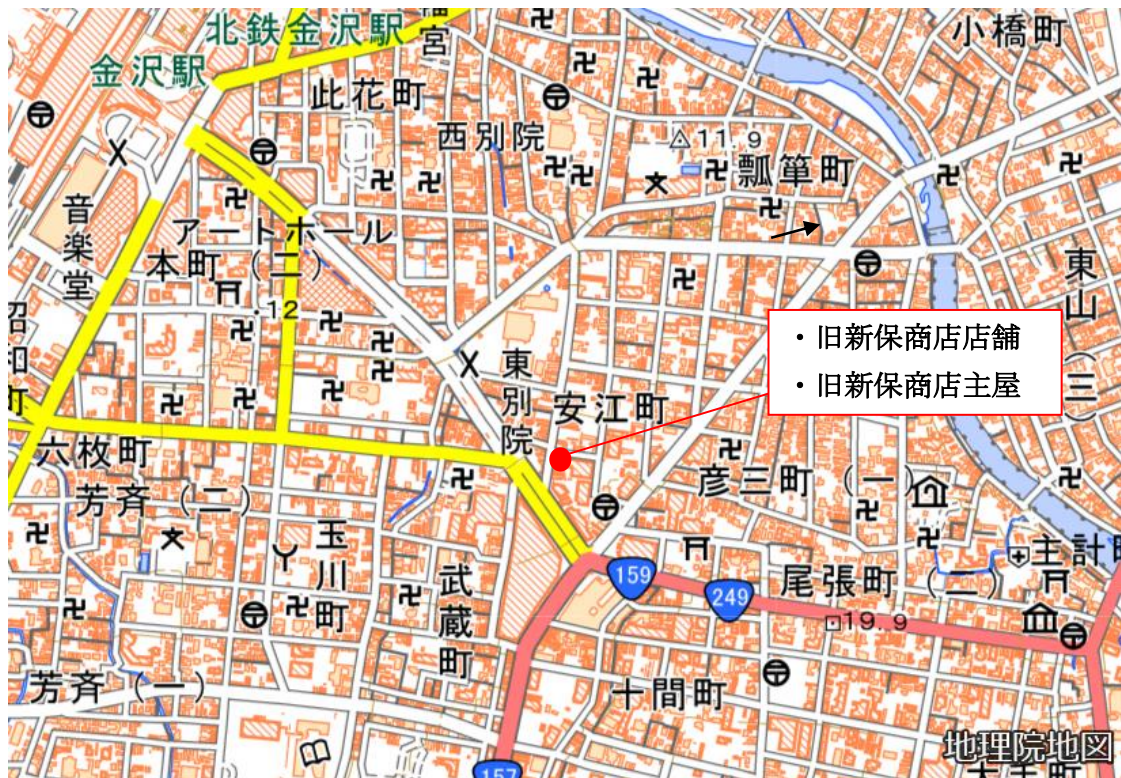 北鉄金沢駅
宮
小橋町
金沢駅
此花町
西別院
11.9
瓢箪町
音楽堂
アートホール
本町(二)
東山(三)
・12
昭和町
・旧新保商店店舗
・旧新保商店主屋
東別院
安江町
六枚町
彦三町(一)
芳斉(二)
玉川町
主計町
159
249
尾張町(二)
武蔵町
19.9
芳斉(一)
十間町
地理院地図
157